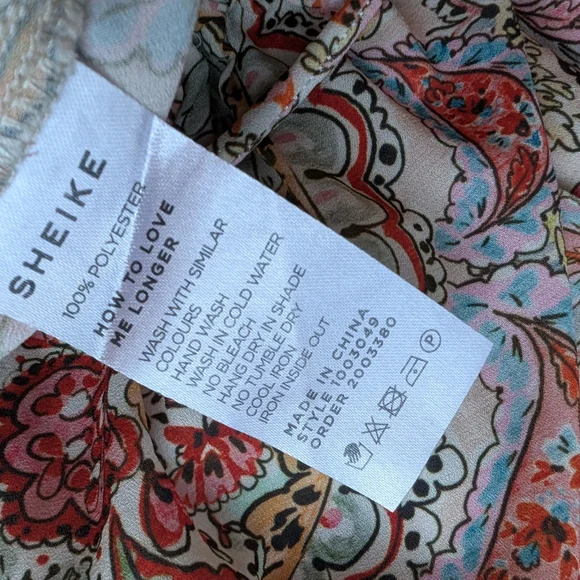 SHEIKE
100% POLYESTER
HOW TO LOVE
ME LONGER
WASH WITH SIMILAR
COLOURS
HAND WASH
WASH IN COLD WATER
NO BLEACH
HANG DRY IN SHADE
NO TUMBLE DRY
COOL IRON
IRON INSIDE OUT
MADE IN CHINA
STYLE T003049
ORDER 2003380
P